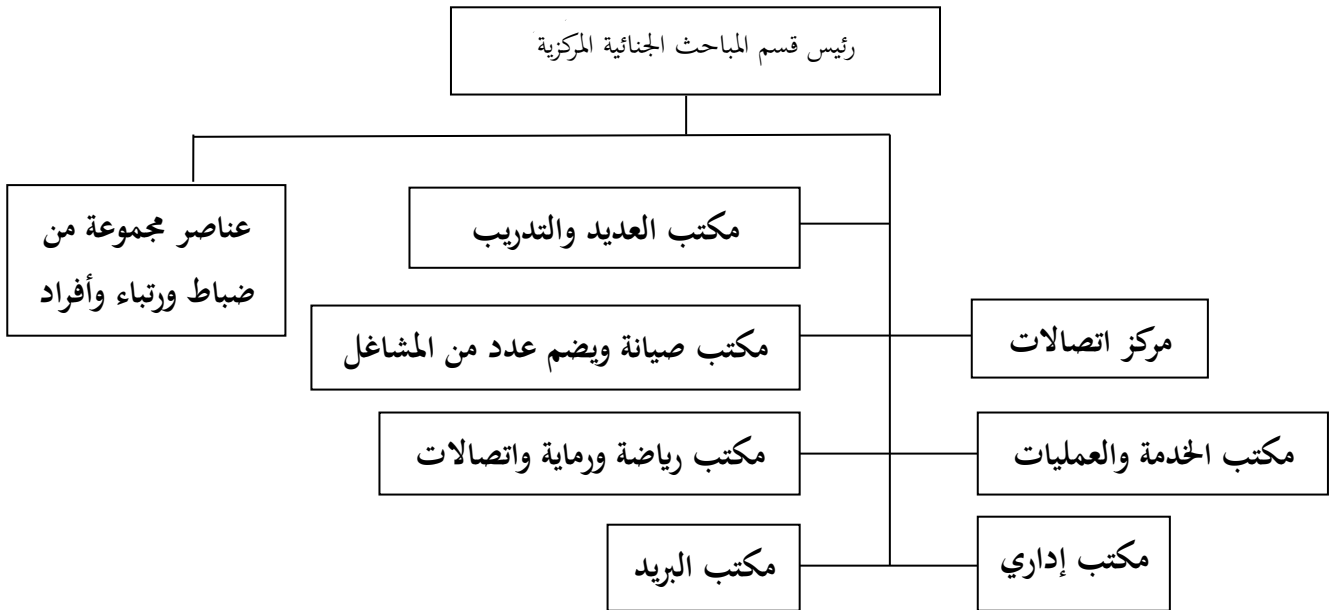 رئيس قسم المباحث الجنائية المركزية
عناصر مجموعة من
ضباط ورتباء وأفراد
مكتب العديد والتدريب
مركز اتصالات
مكتب صيانة ويضم عدد من المشاغل
مكتب الخدمة والعمليات
مكتب رياضة ورماية واتصالات
مكتب إداري
مكتب البريد